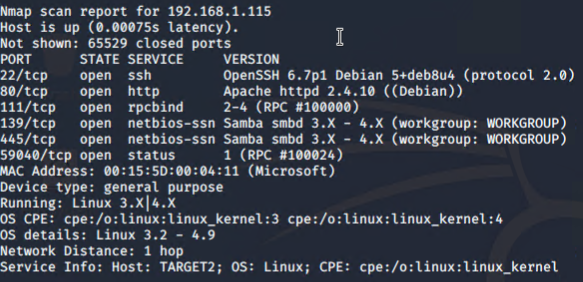 Nmap scan report for 192.168.1.115
Host is up (0.00075s latency).
Not shown: 65529 closed ports
PORT      STATE SERVICE     VERSION
22/tcp    open  ssh         OpenSSH 6.7p1 Debian 5+deb8u4 (protocol 2.0)
80/tcp    open  http        Apache httpd 2.4.10 ((Debian))
111/tcp   open  rpcbind     2-4 (RPC #100000)
139/tcp   open  netbios-ssn Samba smbd 3.X - 4.X (workgroup: WORKGROUP)
445/tcp   open  netbios-ssn Samba smbd 3.X - 4.X (workgroup: WORKGROUP)
59040/tcp open  status      1 (RPC #100024)
MAC Address: 00:15:5D:00:04:11 (Microsoft)
Device type: general purpose
Running: Linux 3.X|4.X
OS CPE: cpe:/o:linux:linux_kernel:3 cpe:/o:linux:linux_kernel:4
OS details: Linux 3.2 - 4.9
Network Distance: 1 hop
Service Info: Host: TARGET2; OS: Linux; CPE: cpe:/o:linux:linux_kernel